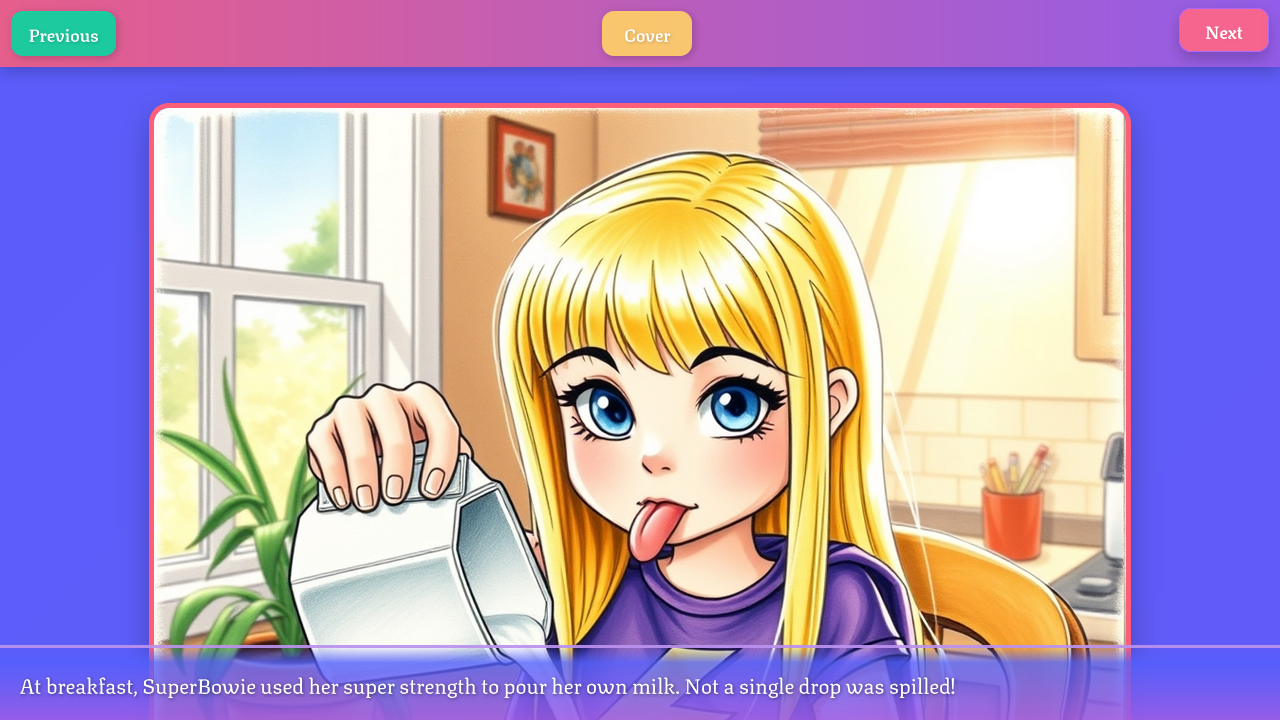 Previous
Cover
Next
At breakfast, SuperBowie used her super strength to pour her own milk. Not a single drop was spilled!